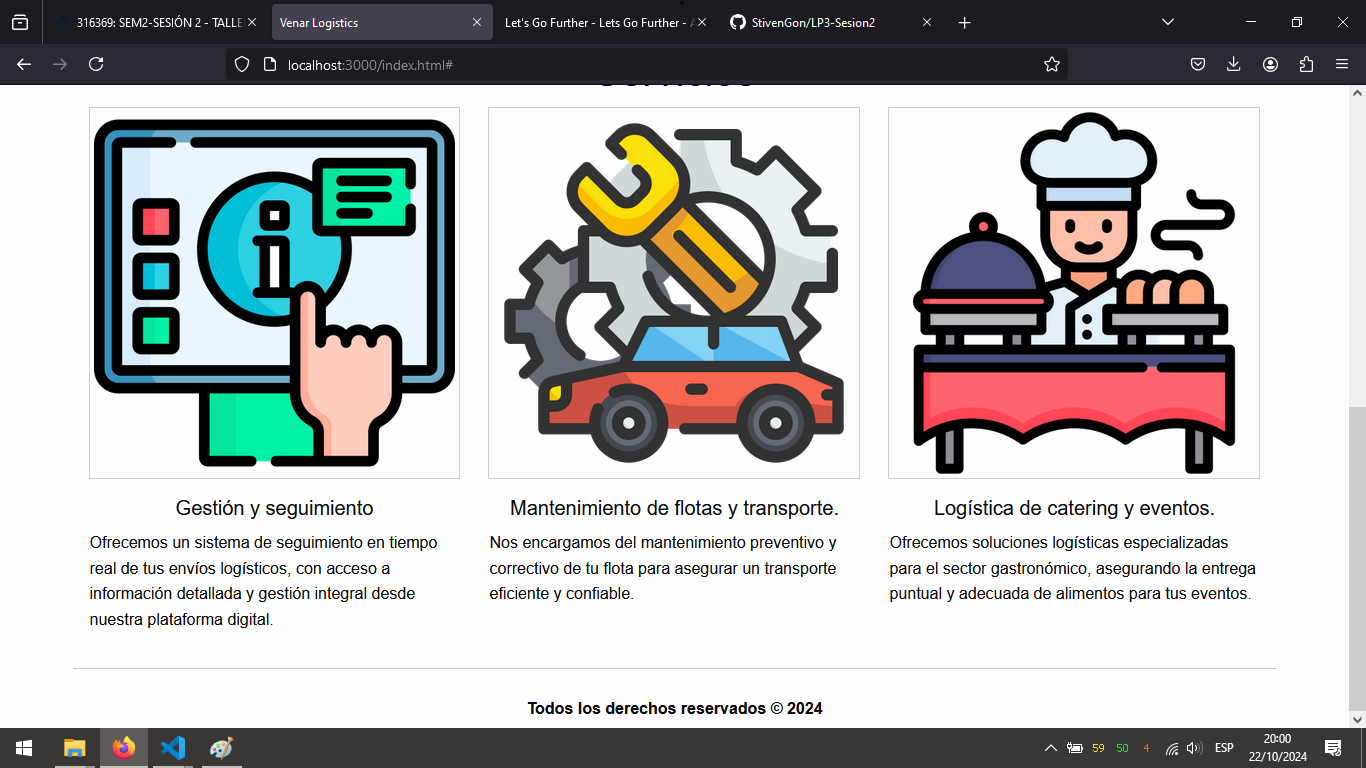 316369: SEM2-SESIÓN 2 - TALLE
Venar Logistics
Let's Go Further - Lets Go Further - A
StivenGon/LP3-Sesion2
localhost:3000/index.html#
Servicios
i
Gestión y seguimiento
Ofrecemos un sistema de seguimiento en tiempo
real de tus envíos logísticos, con acceso a
información detallada y gestión integral desde
nuestra plataforma digital.
Mantenimiento de flotas y transporte.
Nos encargamos del mantenimiento preventivo y
correctivo de tu flota para asegurar un transporte
eficiente y confiable.
Logística de catering y eventos.
Ofrecemos soluciones logísticas especializadas
para el sector gastronómico, asegurando la entrega
puntual y adecuada de alimentos para tus eventos.
Todos los derechos reservados © 2024
59 50 4 ESP 20:00
22/10/2024